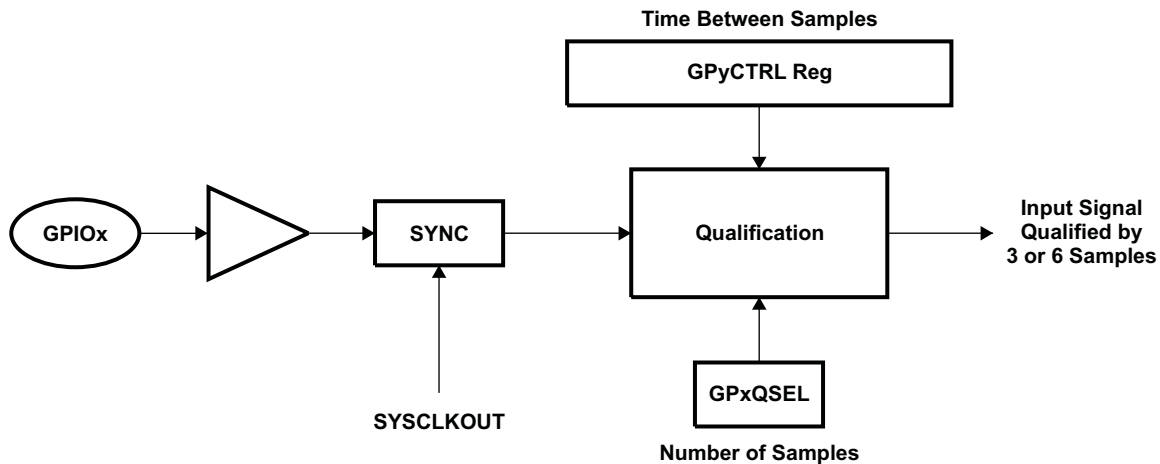 Time Between Samples
GPyCTRL Reg
GPIOx
SYNC
Qualification
Input Signal
Qualified by
3 or 6 Samples
GPxQSEL
SYSCLKOUT
Number of Samples